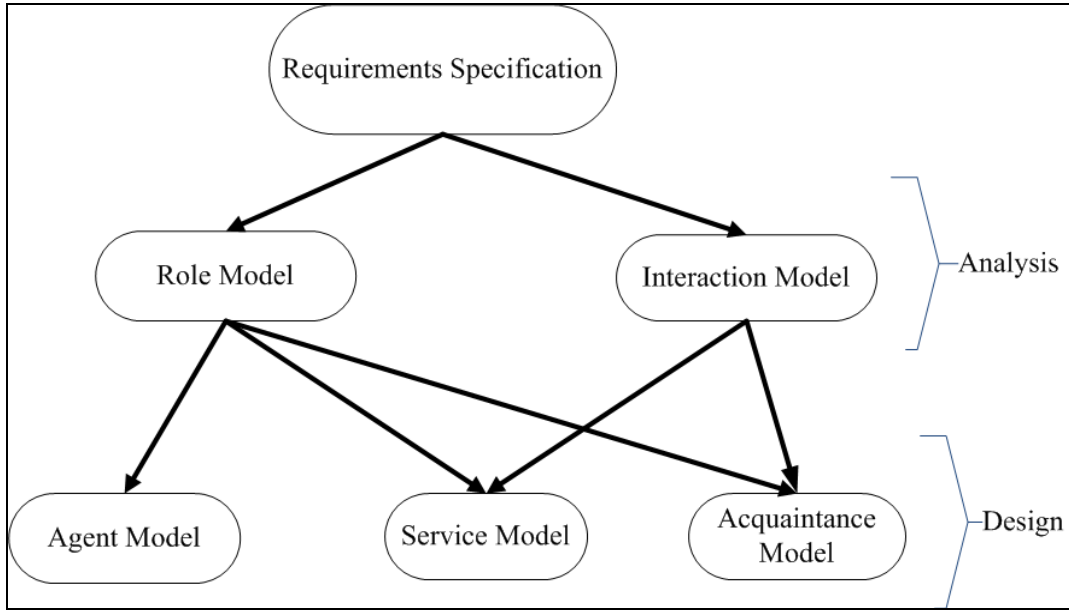 Requirements Specification
Role Model
Interaction Model
Analysis
Agent Model
Service Model
Acquaintance
Model
Design